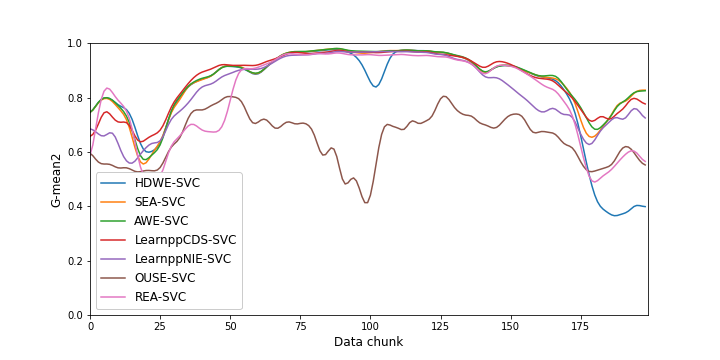 1.0
0.8
0.6
0.4
0.2
0.0
G-mean2
HDWE-SVC
SEA-SVC
AWE-SVC
LearnppCDS-SVC
LearnppNIE-SVC
OUSE-SVC
REA-SVC
0 25 50 75 100 125 150 175
Data chunk